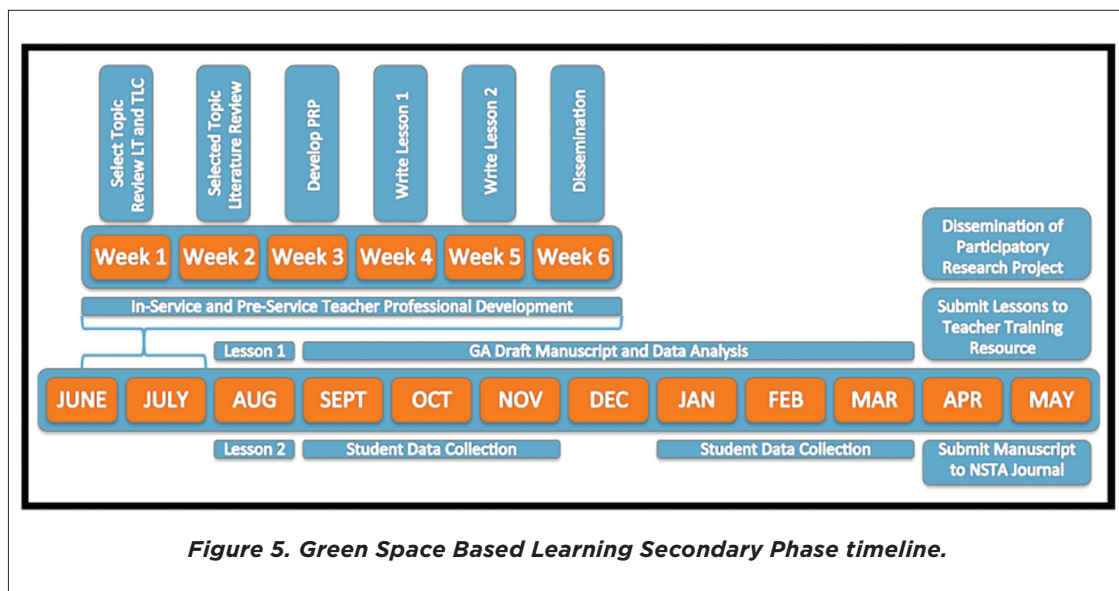 Select Topic
Review LT and TLC
Selected Topic
Literature Review
Develop PRP
Write Lesson 1
Write Lesson 2
Dissemination
Week 1 Week 2 Week 3 Week 4 Week 5 Week 6
In-Service and Pre-Service Teacher Professional Development
Dissemination of
Participatory
Research Project
Submit Lessons to
Teacher Training
Resource
Lesson 1
GA Draft Manuscript and Data Analysis
JUNE JULY AUG SEPT OCT NOV DEC JAN FEB MAR APR MAY
Lesson 2
Student Data Collection
Student Data Collection
Submit Manuscript
to NSTA Journal
Figure 5. Green Space Based Learning Secondary Phase timeline.